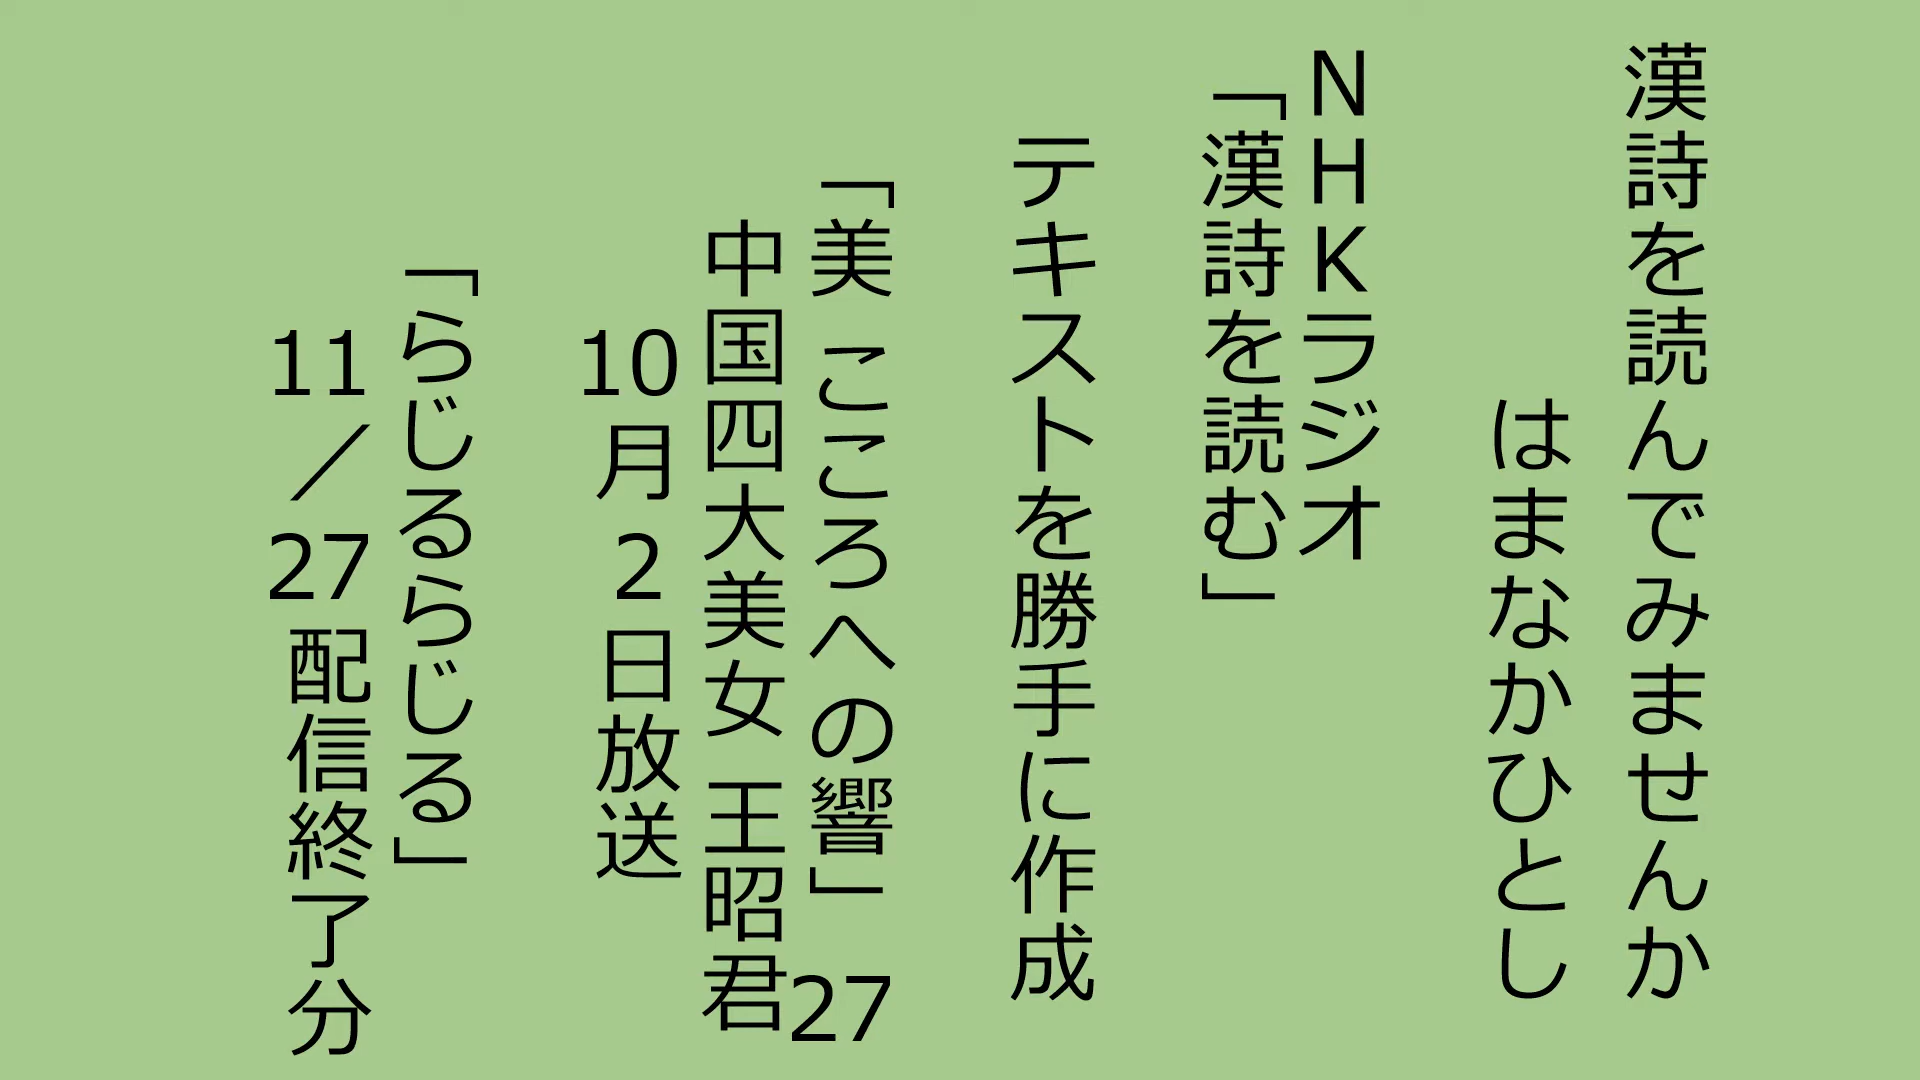 漢詩を読んでみませんか
はまなかひとし
ＮＨＫラジオ
「漢詩を読む」
テキストを勝手に作成
「美 こころへの響」27
中国四大美女 王昭君
10月2日放送
「らじるらじる」
11／27配信終了分